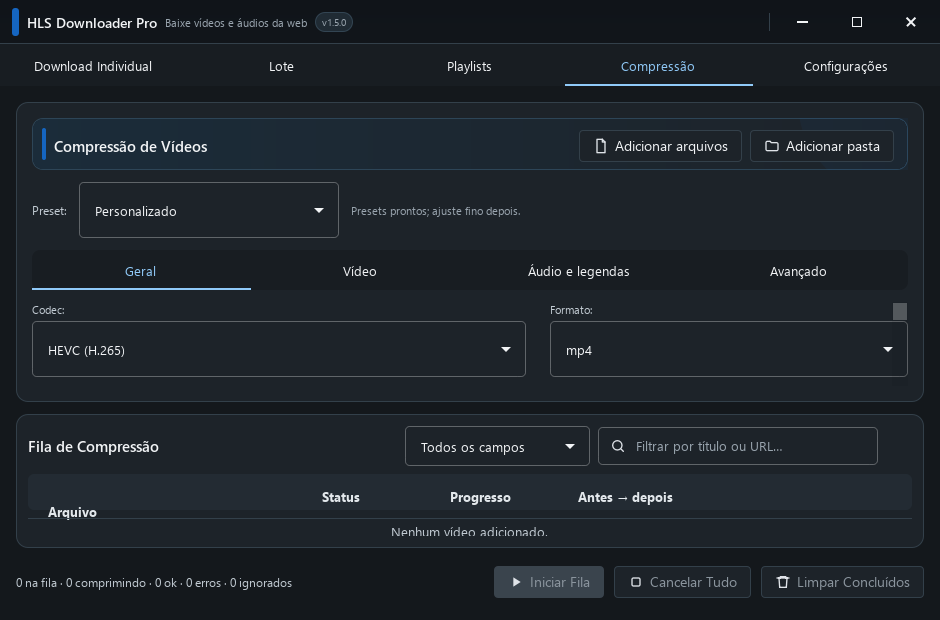 HLS Downloader Pro Baixe vídeos e áudios da web v1.5.0
Download Individual Lote Playlists Compressão Configurações
Compressão de Vídeos Adicionar arquivos Adicionar pasta
Preset: Personalizado Presets prontos; ajuste fino depois.
Geral Vídeo Áudio e legendas Avançado
Codec: Formato:
HEVC (H.265) mp4
Fila de Compressão Todos os campos Filtrar por título ou URL...
Arquivo Status Progresso Antes → depois
Nenhum vídeo adicionado.
0 na fila · 0 comprimindo · 0 ok · 0 erros · 0 ignorados Iniciar Fila Cancelar Tudo Limpar Concluídos